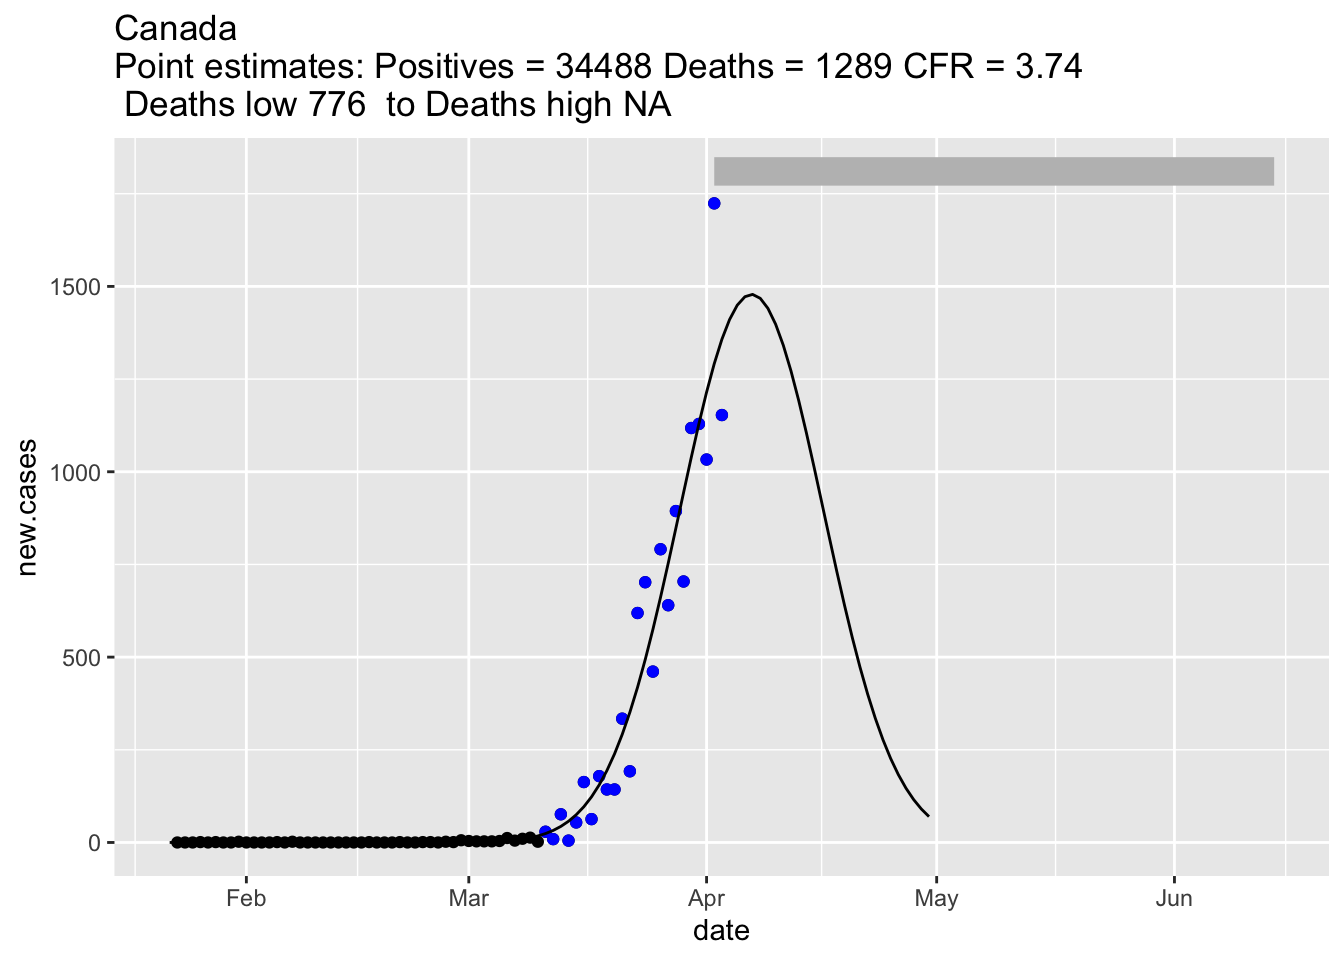 Canada
Point estimates: Positives = 34488 Deaths = 1289 CFR = 3.74
Deaths low 776  to Deaths high NA
1500
1000
500
0
new.cases
Feb Mar Apr May Jun
date